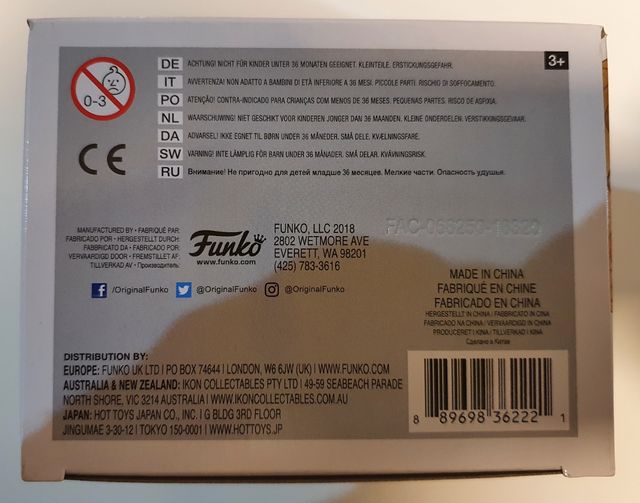 0-3
3+
DE ACHTUNG! NICHT FÜR KINDER UNTER 36 MONATEN GEEIGNET. KLEINTEILE. ERSTICKUNGSGEFAHR.
IT AVVERTENZA! NON ADATTO A BAMBINI DI ETÀ INFERIORE A 36 MESI. PICCOLE PARTI. RISCHIO DI SOFFOCAMENTO.
PO ATENÇÃO! CONTRA-INDICADO PARA CRIANÇAS COM MENOS DE 36 MESES. PEQUENAS PARTES. RISCO DE ASFIXIA.
NL WAARSCHUWING! NIET GESCHIKT VOOR KINDEREN JONGER DAN 36 MAANDEN. KLEINE ONDERDELEN. VERSTIKKINGSGEVAAR.
DA ADVARSEL! IKKE EGNET TIL BØRN UNDER 36 MÅNEDER. SMÅ DELE. KVÆLNINGSFARE.
SW VARNING! INTE LÄMPLIG FÖR BARN UNDER 36 MÅNADER. SMÅ DELAR. KVÄVNINGSRISK.
RU Внимание! Не пригодно для детей младше 36 месяцев. Мелкие части. Опасность удушья.
CE
MANUFACTURED BY • FABRIQUÉ PAR:
FABRICADO POR • HERGESTELLT DURCH:
FABBRICATO DA • FABRICADO POR:
VERVAARDIGD DOOR • FREMSTILLET AF:
TILLVERKAD AV • Производитель:
Funko
www.funko.com
FUNKO, LLC 2018
2802 WETMORE AVE
EVERETT, WA 98201
(425) 783-3616
/OriginalFunko @OriginalFunko @OriginalFunko
MADE IN CHINA
FABRIQUÉ EN CHINE
FABRICADO EN CHINA
HERGESTELLT IN CHINA / FABBRICATO IN CINA
FABRICADO NA CHINA / VERVAARDIGD IN CHINA
PRODUCERET I KINA / TILLVERKAD I KINA
Сделано в Китае
DISTRIBUTION BY:
EUROPE: FUNKO UK LTD | PO BOX 74644 | LONDON, W6 6JW (UK) | WWW.FUNKO.COM
AUSTRALIA & NEW ZEALAND: IKON COLLECTABLES PTY LTD | 49-59 SEABEACH PARADE
NORTH SHORE, VIC 3214 AUSTRALIA | WWW.IKONCOLLECTABLES.COM.AU
JAPAN: HOT TOYS JAPAN CO., INC. | G BLDG 3RD FLOOR
JINGUMAE 3-30-12 | TOKYO 150-0001 | WWW.HOTTOYS.JP
8 89698 36222 1